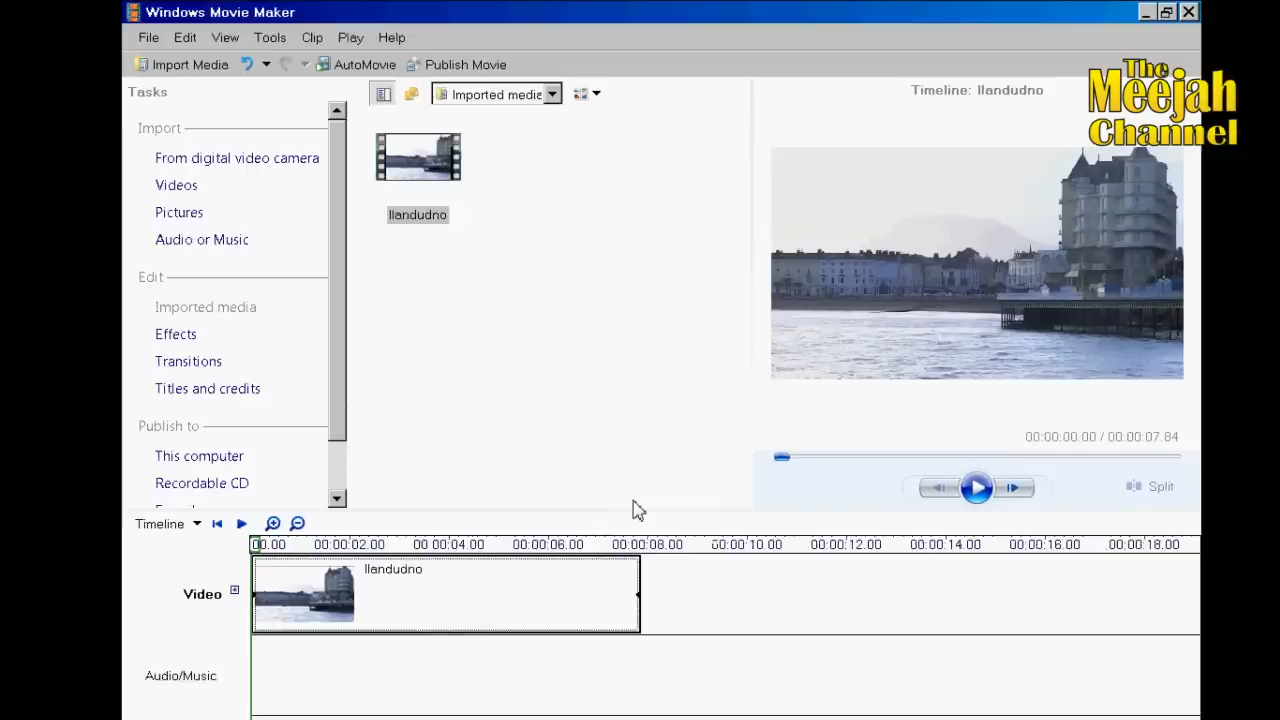 Windows Movie Maker
File Edit View Tools Clip Play Help
Import Media AutoMovie Publish Movie
The
Meejah
Channel
Tasks
Imported media
Timeline: llandudno
Import
From digital video camera
Videos
Pictures
Audio or Music
llandudno
Edit
Imported media
Effects
Transitions
Titles and credits
Publish to
This computer
Recordable CD
00:00:00.00 / 00:00:07.84
Split
Timeline
00.00 00:00:02.00 00:00:04.00 00:00:06.00 00:00:08.00 00:00:10.00 00:00:12.00 00:00:14.00 00:00:16.00 00:00:18.00
llandudno
Video
Audio/Music